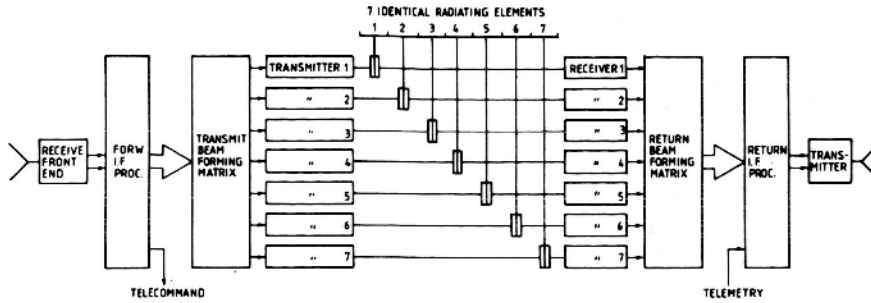 7 IDENTICAL RADIATING ELEMENTS
1 2 3 4 5 6 7
RECEIVE
FRONT
END
FORW
I.F
PROC.
TRANSMIT
BEAM
FORMING
MATRIX
TRANSMITTER 1
" 2
" 3
" 4
" 5
" 6
" 7
RECEIVER 1
" 2
" 3
" 4
" 5
" 6
" 7
RETURN
BEAM
FORMING
MATRIX
RETURN
I.F
PROC.
TRANS-
MITTER
TELECOMMAND
TELEMETRY